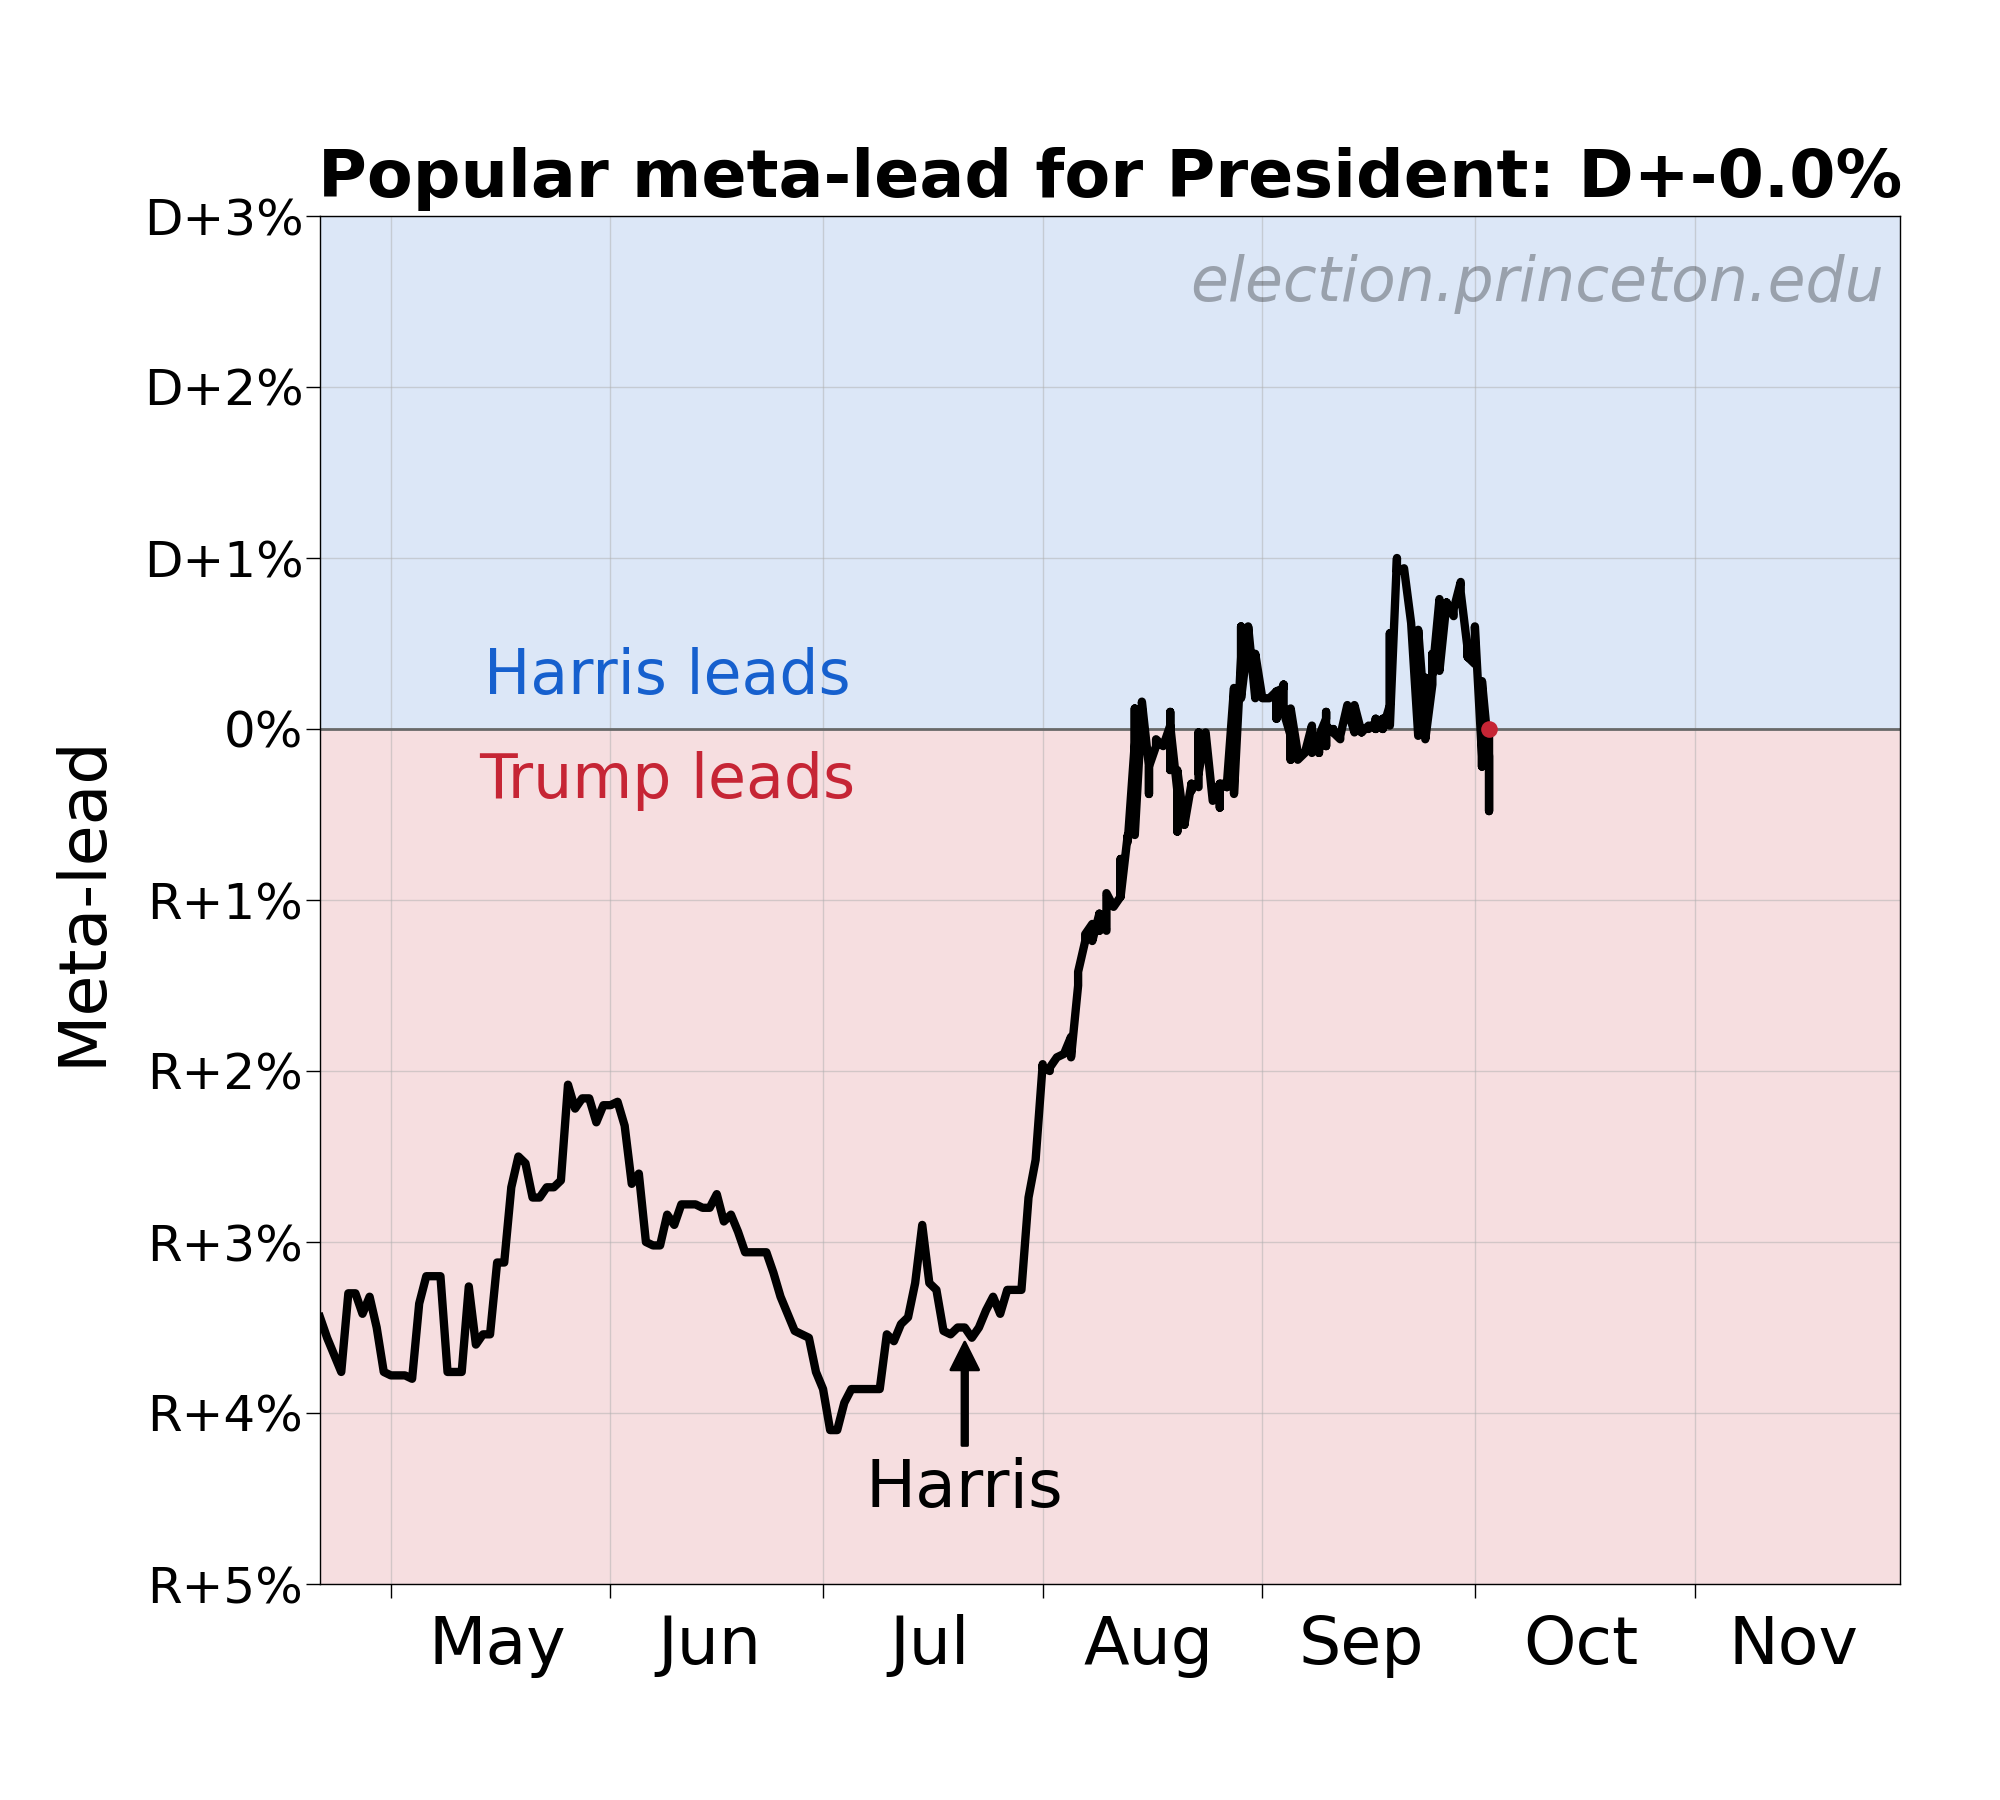 Popular meta-lead for President: D+-0.0%
election.princeton.edu
D+3%
D+2%
D+1%
0%
R+1%
R+2%
R+3%
R+4%
R+5%
Meta-lead
Harris leads
Trump leads
Harris
May Jun Jul Aug Sep Oct Nov